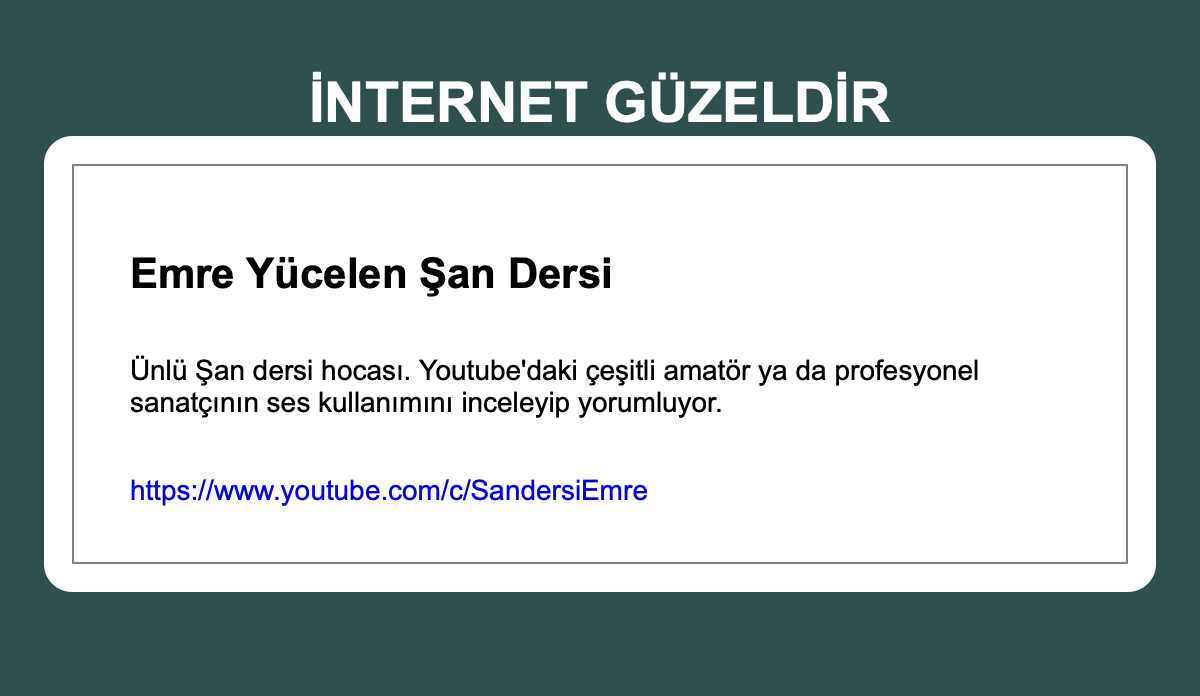 İNTERNET GÜZELDİR
Emre Yücelen Şan Dersi
Ünlü Şan dersi hocası. Youtube'daki çeşitli amatör ya da profesyonel
sanatçının ses kullanımını inceleyip yorumluyor.
https://www.youtube.com/c/SandersiEmre